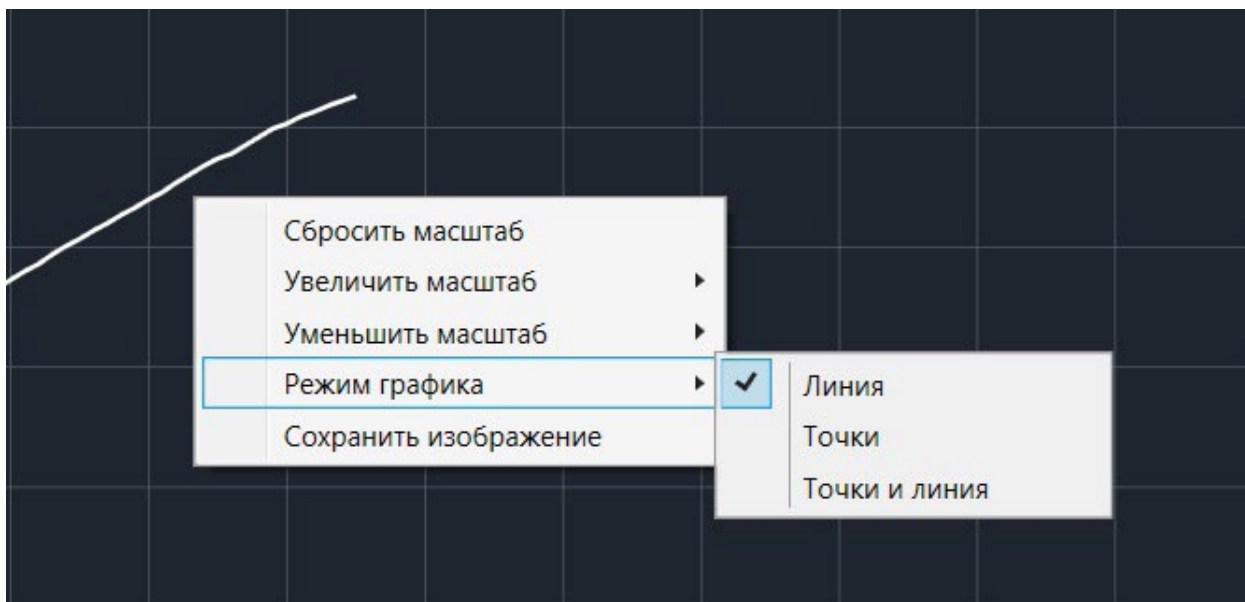 Сбросить масштаб
Увеличить масштаб
Уменьшить масштаб
Режим графика
Сохранить изображение
Линия
Точки
Точки и линия